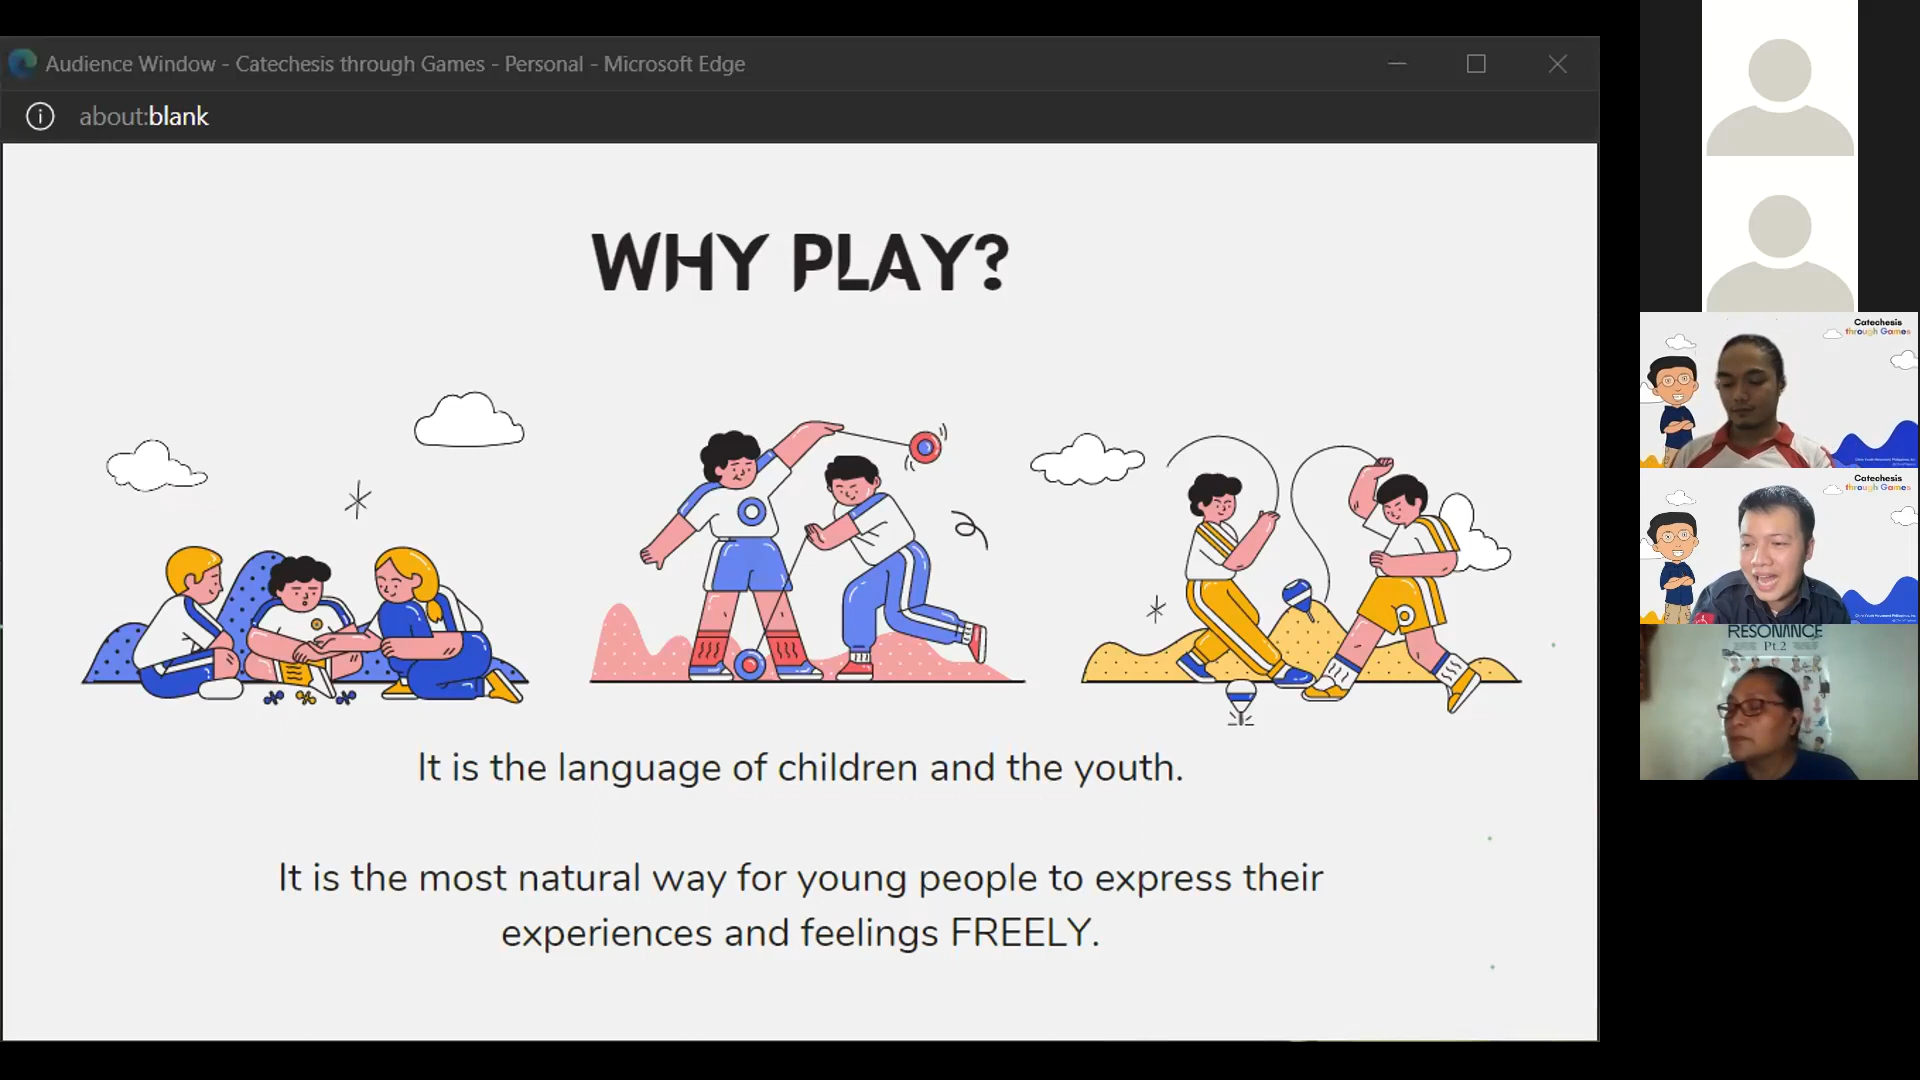 Audience Window - Catechesis through Games - Personal - Microsoft Edge
about:blank
WHY PLAY?
It is the language of children and the youth.
It is the most natural way for young people to express their
experiences and feelings FREELY.
Catechesis
through Games
Catechesis
through Games
RESONANCE
Pt.2